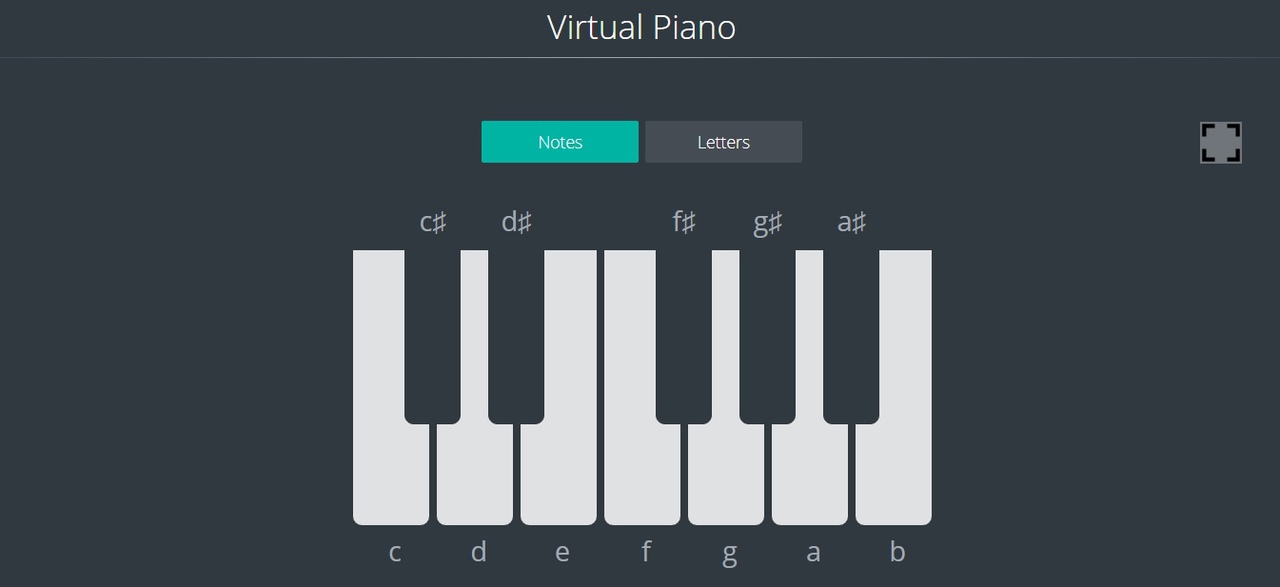 Virtual Piano
Notes Letters
c♯ d♯ f♯ g♯ a♯
c d e f g a b